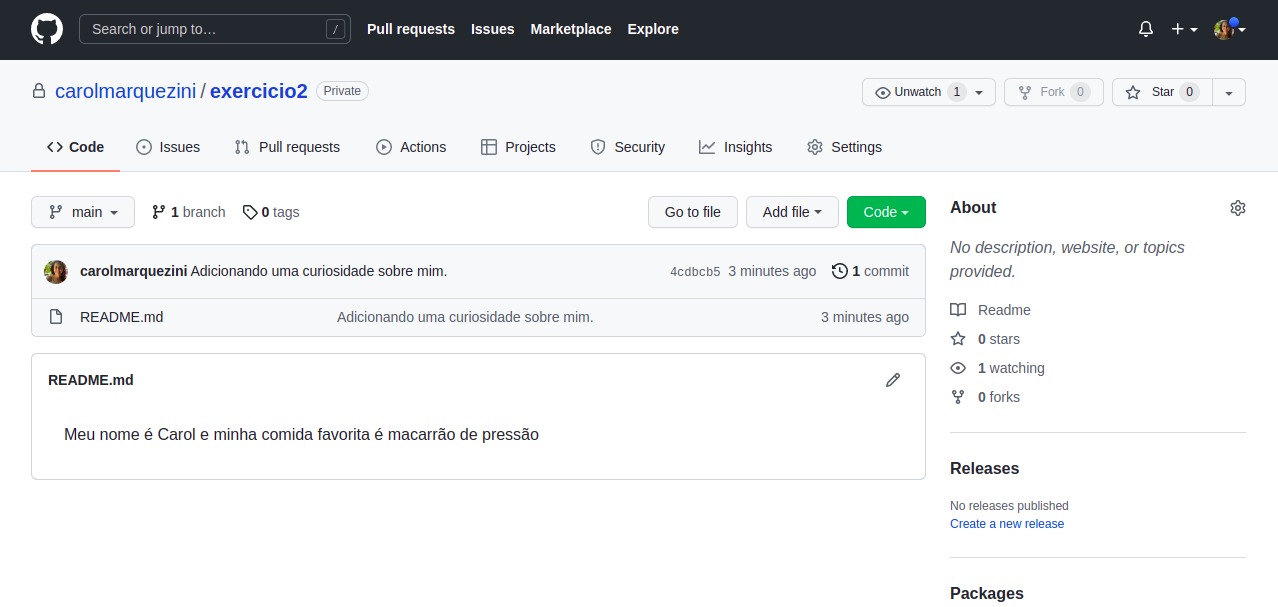 Search or jump to… / Pull requests Issues Marketplace Explore
carolmarquezini / exercicio2 Private Unwatch 1 Fork 0 Star 0
Code Issues Pull requests Actions Projects Security Insights Settings
main 1 branch 0 tags Go to file Add file Code
carolmarquezini Adicionando uma curiosidade sobre mim. 4cdbcb5 3 minutes ago 1 commit
README.md Adicionando uma curiosidade sobre mim. 3 minutes ago
README.md
Meu nome é Carol e minha comida favorita é macarrão de pressão
About
No description, website, or topics
provided.
Readme
0 stars
1 watching
0 forks
Releases
No releases published
Create a new release
Packages